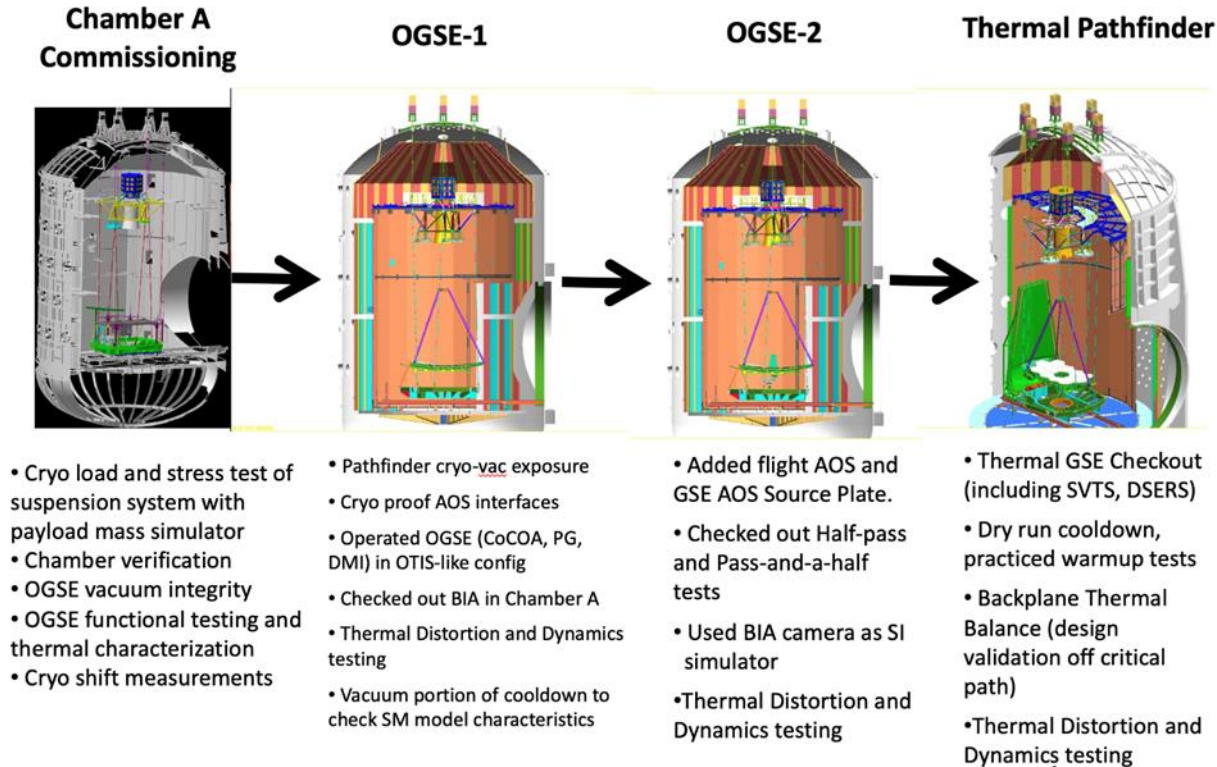 Chamber A
Commissioning
OGSE-1
OGSE-2
Thermal Pathfinder
• Cryo load and stress test of
suspension system with
payload mass simulator
• Chamber verification
• OGSE vacuum integrity
• OGSE functional testing and
thermal characterization
• Cryo shift measurements
• Pathfinder cryo-vac exposure
• Cryo proof AOS interfaces
• Operated OGSE (CoCOA, PG,
DMI) in OTIS-like config
• Checked out BIA in Chamber A
• Thermal Distortion and Dynamics
testing
• Vacuum portion of cooldown to
check SM model characteristics
• Added flight AOS and
GSE AOS Source Plate.
• Checked out Half-pass
and Pass-and-a-half
tests
• Used BIA camera as SI
simulator
•Thermal Distortion and
Dynamics testing
• Thermal GSE Checkout
(including SVTS, DSERS)
• Dry run cooldown,
practiced warmup tests
• Backplane Thermal
Balance (design
validation off critical
path)
•Thermal Distortion and
Dynamics testing